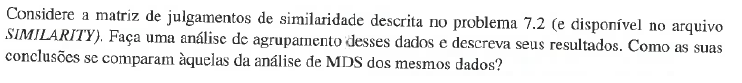 Considere a matriz de julgamentos de similaridade descrita no problema 7.2 (e disponível no arquivo
SIMILARITY). Faça uma análise de agrupamento desses dados e descreva seus resultados. Como as suas
conclusões se comparam àquelas da análise de MDS dos mesmos dados?